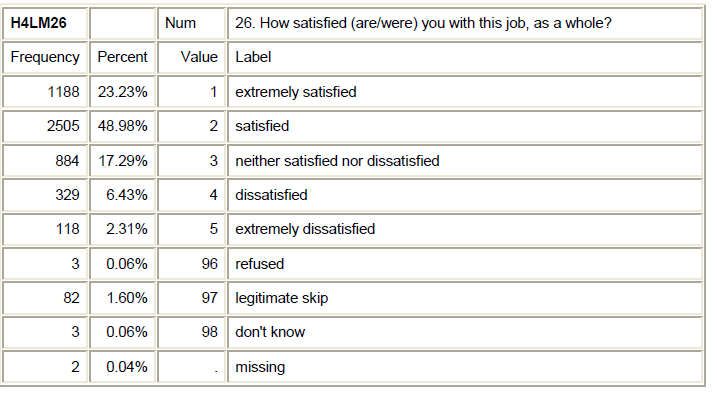 H4LM26 Num 26. How satisfied (are/were) you with this job, as a whole?
Frequency Percent Value Label
1188 23.23% 1 extremely satisfied
2505 48.98% 2 satisfied
884 17.29% 3 neither satisfied nor dissatisfied
329 6.43% 4 dissatisfied
118 2.31% 5 extremely dissatisfied
3 0.06% 96 refused
82 1.60% 97 legitimate skip
3 0.06% 98 don't know
2 0.04% . missing